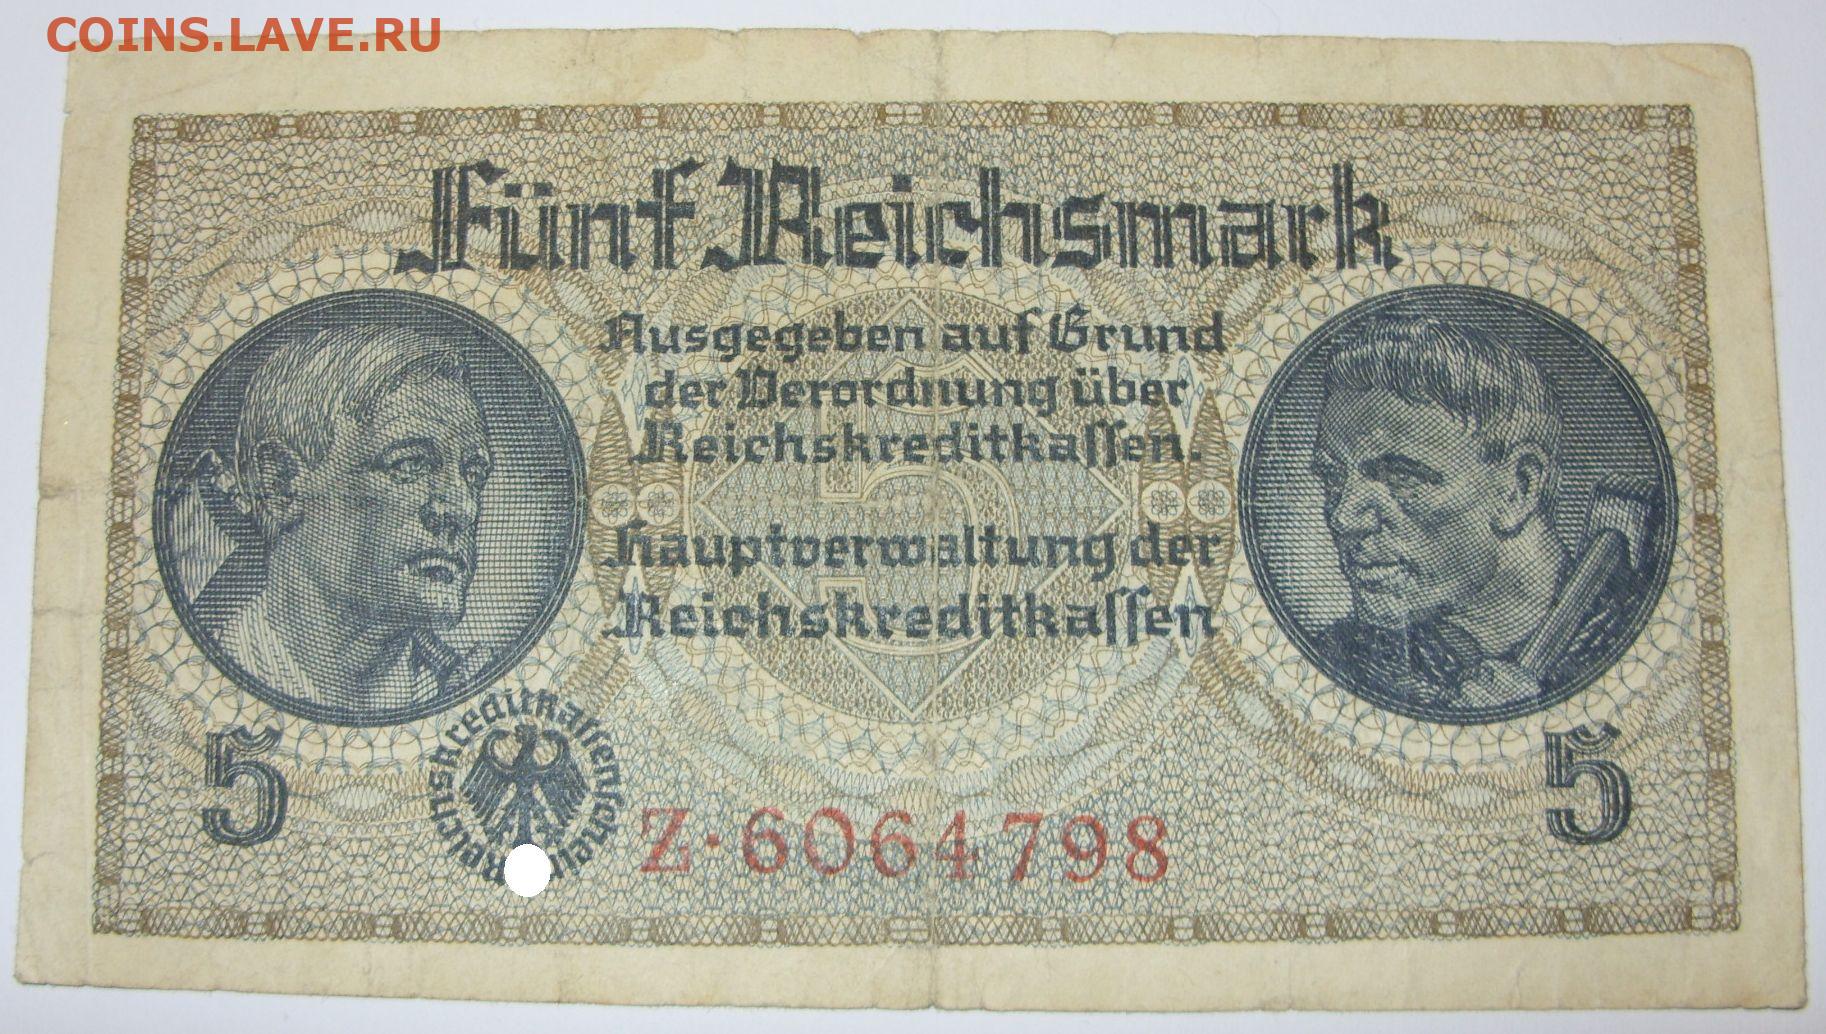 COINS.LAVE.RU
Fünf Reichsmark
Ausgegeben auf Grund
der Verordnung über
Reichskreditkaſſen.
Hauptverwaltung der
Reichskreditkaſſen
5
5
5
Reichskreditkaſſenſchein
Z·6064798